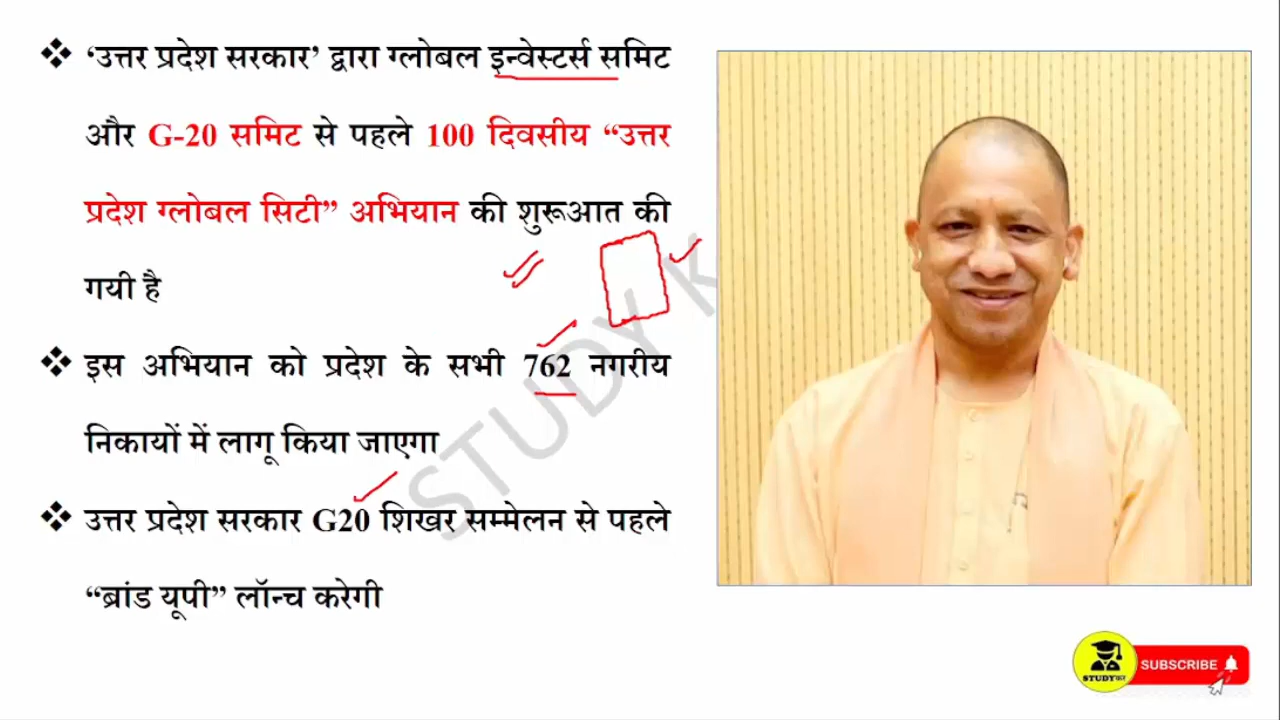 ❖ ‘उत्तर प्रदेश सरकार’ द्वारा ग्लोबल इन्वेस्टर्स समिट
और G-20 समिट से पहले 100 दिवसीय “उत्तर
प्रदेश ग्लोबल सिटी” अभियान की शुरूआत की
गयी है
❖ इस अभियान को प्रदेश के सभी 762 नगरीय
निकायों में लागू किया जाएगा
❖ उत्तर प्रदेश सरकार G20 शिखर सम्मेलन से पहले
“ब्रांड यूपी” लॉन्च करेगी
STUDY K
STUDY
SUBSCRIBE